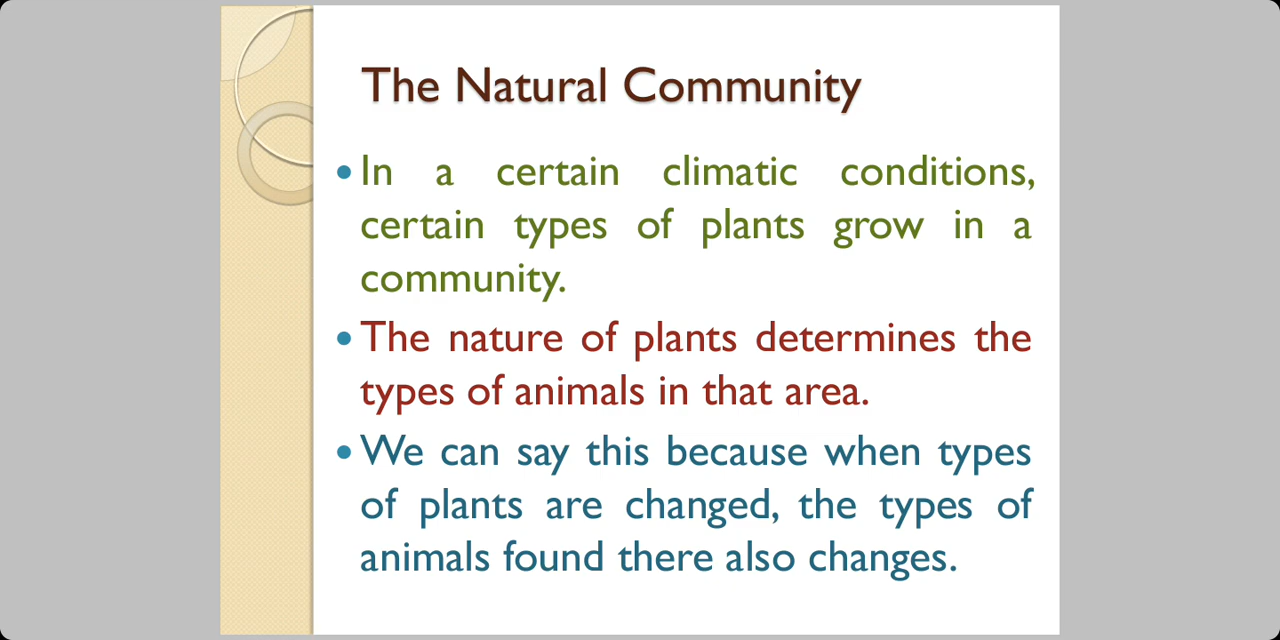 The Natural Community
•In a certain climatic conditions,
certain types of plants grow in a
community.
•The nature of plants determines the
types of animals in that area.
•We can say this because when types
of plants are changed, the types of
animals found there also changes.